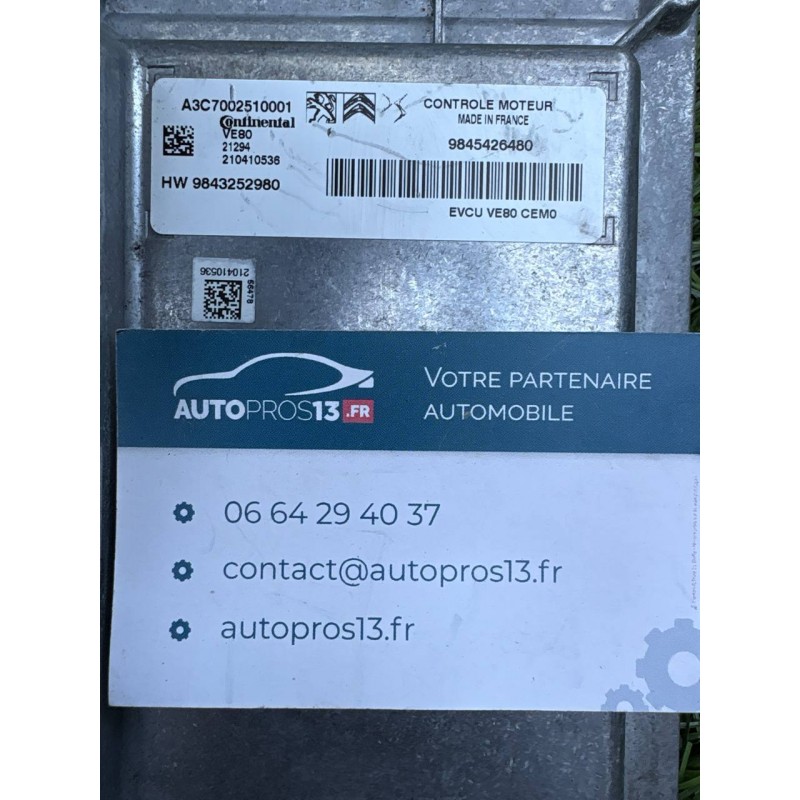 A3C7002510001
Continental
VE80
21294
210410536
HW 9843252980
CONTROLE MOTEUR
MADE IN FRANCE
9845426480
EVCU VE80 CEM0
210410536
56478
AUTOPROS13.FR
VOTRE PARTENAIRE
AUTOMOBILE
06 64 29 40 37
contact@autopros13.fr
autopros13.fr